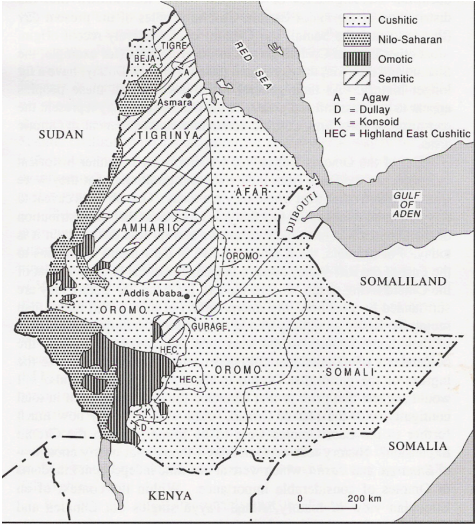 Cushitic
Nilo-Saharan
Omotic
Semitic
A = Agaw
D = Dullay
K = Konsoid
HEC = Highland East Cushitic
TIGRE
BEJA
A
RED SEA
Asmara
SUDAN
TIGRINYA
AFAR
DJIBOUTI
GULF
OF
ADEN
AMHARIC
OROMO
SOMALILAND
Addis Ababa
OROMO
GURAGE
HEC
HEC
OROMO
SOMALI
K
D
SOMALIA
KENYA
0 200 km